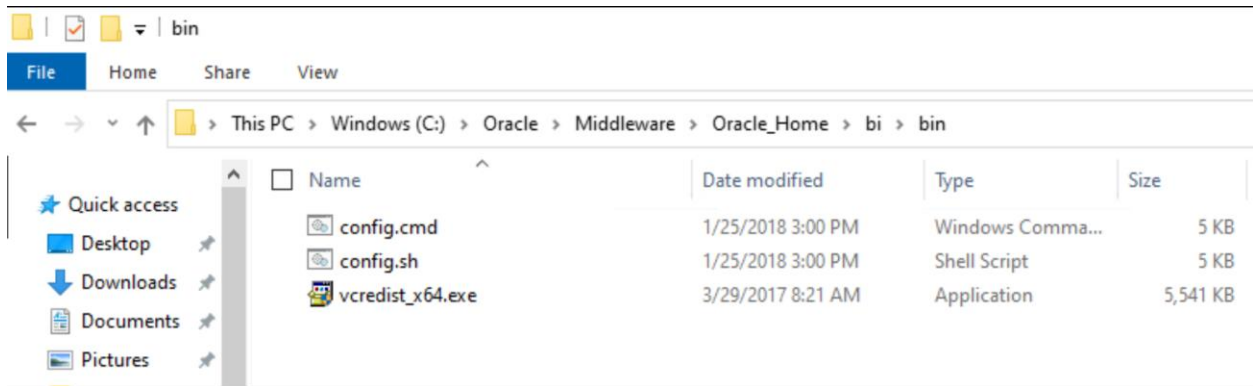 bin
File Home Share View
This PC > Windows (C:) > Oracle > Middleware > Oracle_Home > bi > bin
Name Date modified Type Size
Quick access
config.cmd 1/25/2018 3:00 PM Windows Comma... 5 KB
Desktop
config.sh 1/25/2018 3:00 PM Shell Script 5 KB
Downloads
vcredist_x64.exe 3/29/2017 8:21 AM Application 5,541 KB
Documents
Pictures